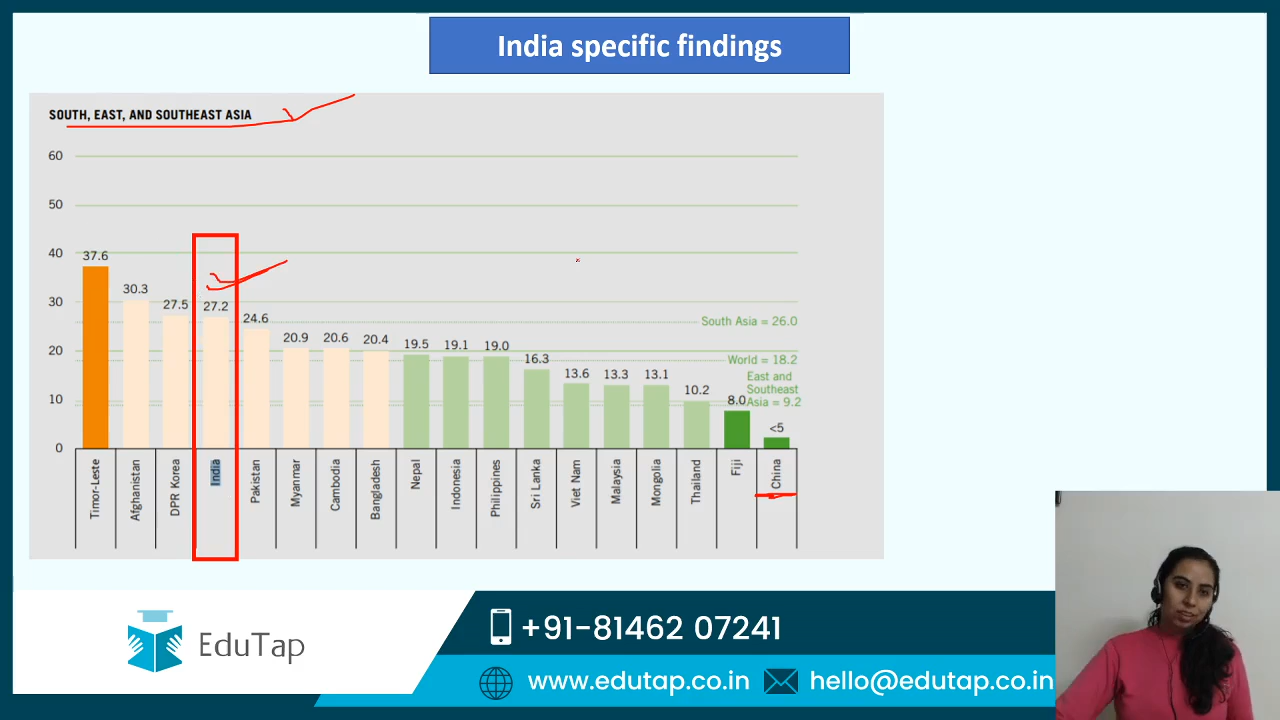 India specific findings
SOUTH, EAST, AND SOUTHEAST ASIA
60
50
40
30
20
10
0
37.6
30.3
27.5
27.2
24.6
20.9
20.6
20.4
19.5
19.1
19.0
16.3
13.6
13.3
13.1
10.2
8.0
<5
South Asia = 26.0
World = 18.2
East and
Southeast
Asia = 9.2
Timor-Leste
Afghanistan
DPR Korea
India
Pakistan
Myanmar
Cambodia
Bangladesh
Nepal
Indonesia
Philippines
Sri Lanka
Viet Nam
Malaysia
Mongolia
Thailand
Fiji
China
EduTap
+91-81462 07241
www.edutap.co.in
hello@edutap.co.in